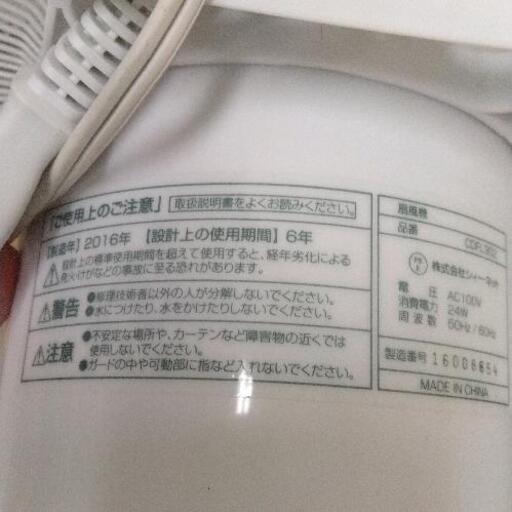 「ご使用上のご注意」 取扱説明書をよくお読みください。
【製造年】2016年 【設計上の使用期間】6年
設計上の標準使用期間を超えて使用すると、経年劣化による
発火・けがなどの事故に至る恐れがあります。
警告
●修理技術者以外の人が分解しないでください。
●水につけたり、水をかけたりしないでください。
注意
●不安定な場所や、カーテンなど障害物の近くでは
使用しないでください。
●ガードの中や可動部に指など入れないでください。
扇風機
品番
株式会社シィーネット
電圧 AC100V
消費電力 24W
周波数 50Hz / 60Hz
製造番号 16006654
MADE IN CHINA